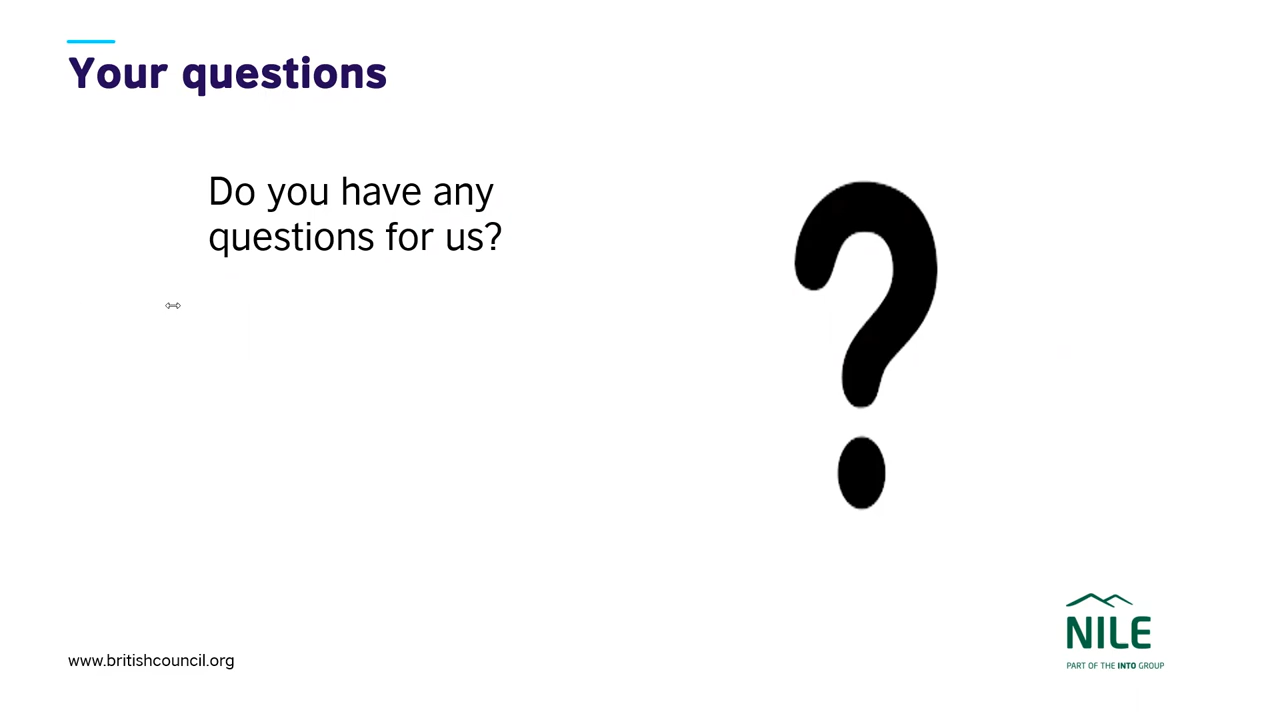 Your questions
Do you have any
questions for us?
?
www.britishcouncil.org
NILE
PART OF THE INTO GROUP